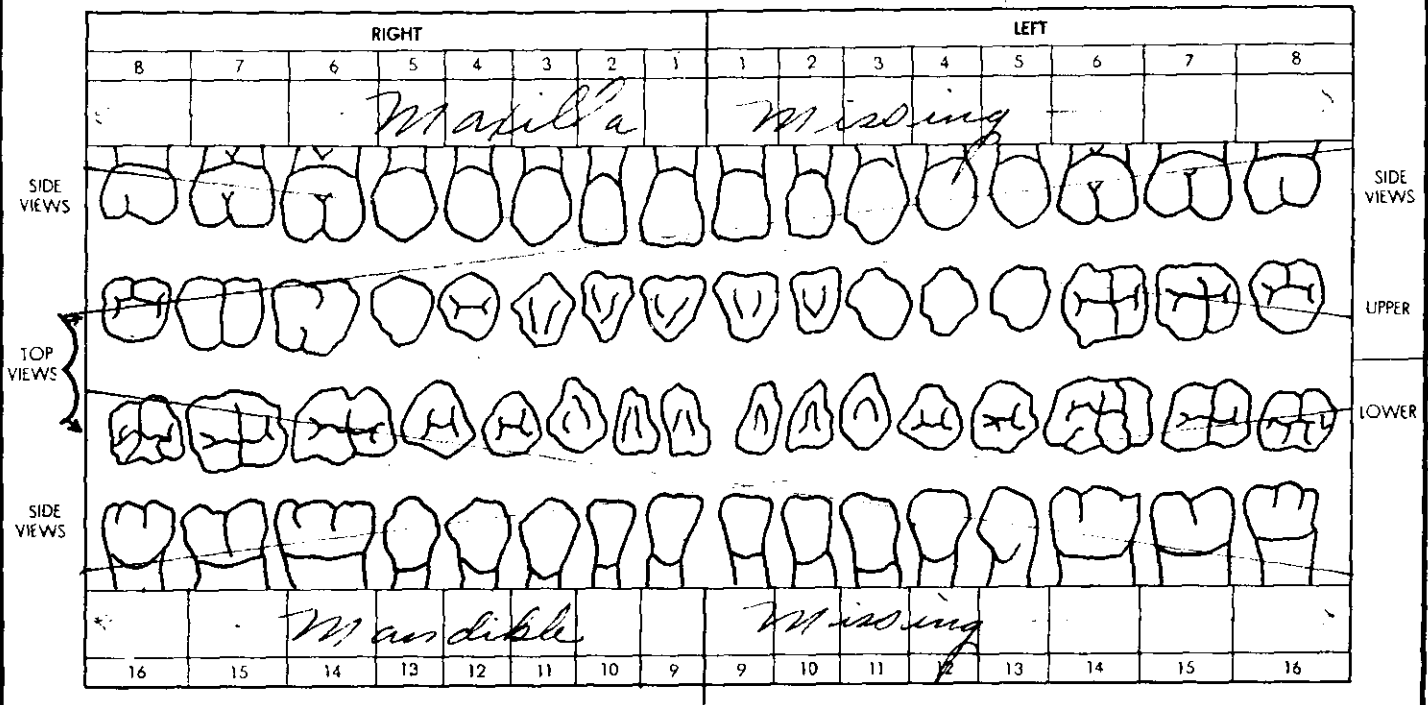 RIGHT LEFT
8 7 6 5 4 3 2 1 1 2 3 4 5 6 7 8
Maxilla Missing
SIDE VIEWS SIDE VIEWS
UPPER
TOP VIEWS
LOWER
SIDE VIEWS
Mandible Missing
16 15 14 13 12 11 10 9 9 10 11 12 13 14 15 16